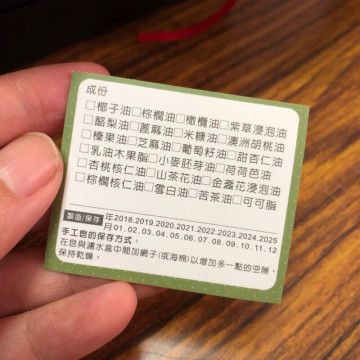 成份
□椰子油□棕櫚油□橄欖油□紫草浸泡油
□酪梨油□蓖麻油□米糠油□澳洲胡桃油
□榛果油□芝麻油□葡萄籽油□甜杏仁油
□乳油木果脂□小麥胚芽油□荷荷芭油
□杏桃核仁油□山茶花油□金盞花浸泡油
□棕櫚核仁油□雪白油□苦茶油□可可脂
製造/保存 年2018.2019.2020.2021.2022.2023.2024.2025
月01.02.03.04.05.06.07.08.09.10.11.12
手工皂的保存方式：
在皂與瀝水盒中間加網子(或海棉)以增加多一點的空隙，
保持乾燥。